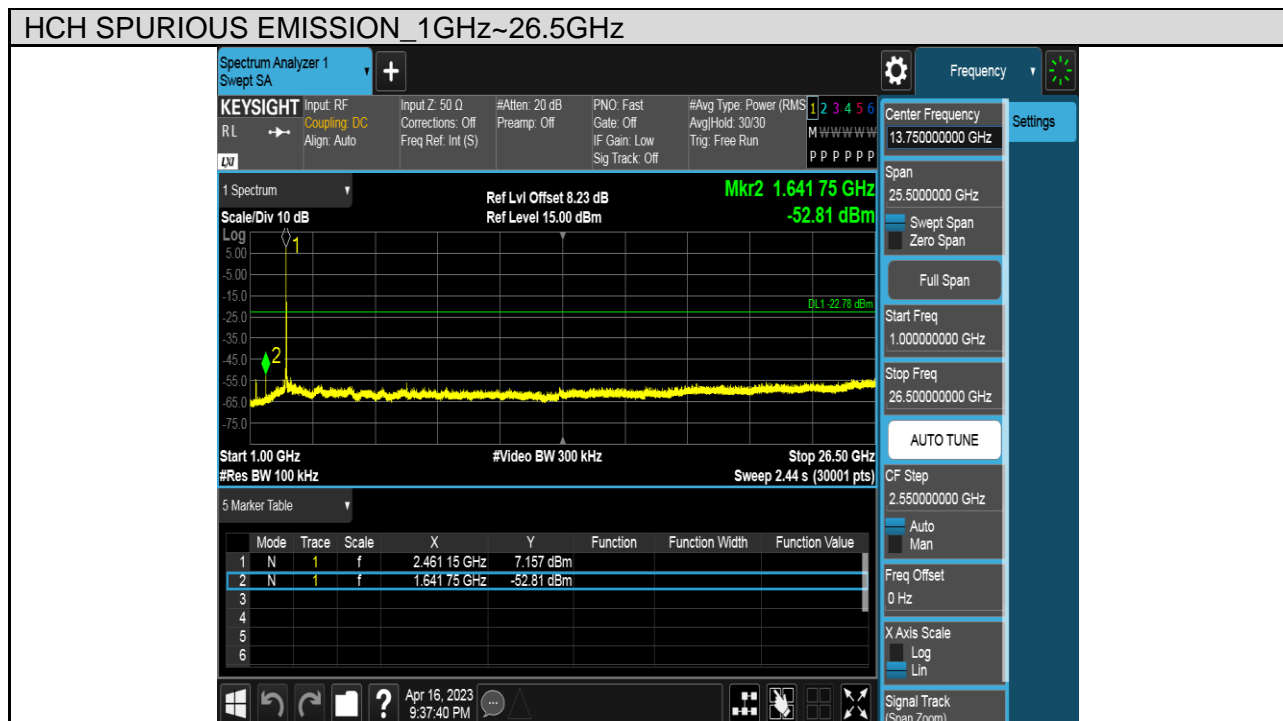 HCH SPURIOUS EMISSION_1GHz~26.5GHz
Spectrum Analyzer 1
Swept SA
+
Frequency
KEYSIGHT
RL
LXI
Input: RF
Coupling: DC
Align: Auto
Input Z: 50 Ω
Corrections: Off
Freq Ref: Int (S)
#Atten: 20 dB
Preamp: Off
PNO: Fast
Gate: Off
IF Gain: Low
Sig Track: Off
#Avg Type: Power (RMS
Avg|Hold: 30/30
Trig: Free Run
1 2 3 4 5 6
M W W W W W
P P P P P P
1 Spectrum
Scale/Div 10 dB
Ref Lvl Offset 8.23 dB
Ref Level 15.00 dBm
Mkr2 1.641 75 GHz
-52.81 dBm
Log
1
5.00
-5.00
-15.0
DL1 -22.78 dBm
-25.0
-35.0
-45.0
2
-55.0
-65.0
-75.0
Start 1.00 GHz
#Video BW 300 kHz
Stop 26.50 GHz
#Res BW 100 kHz
Sweep 2.44 s (30001 pts)
5 Marker Table
Mode Trace Scale X Y Function Function Width Function Value
1 N 1 f 2.461 15 GHz 7.157 dBm
2 N 1 f 1.641 75 GHz -52.81 dBm
3
4
5
6
?
Apr 16, 2023
9:37:40 PM
Center Frequency
13.750000000 GHz
Settings
Span
25.5000000 GHz
Swept Span
Zero Span
Full Span
Start Freq
1.000000000 GHz
Stop Freq
26.500000000 GHz
AUTO TUNE
CF Step
2.550000000 GHz
Auto
Man
Freq Offset
0 Hz
X Axis Scale
Log
Lin
Signal Track
(Span Zoom)